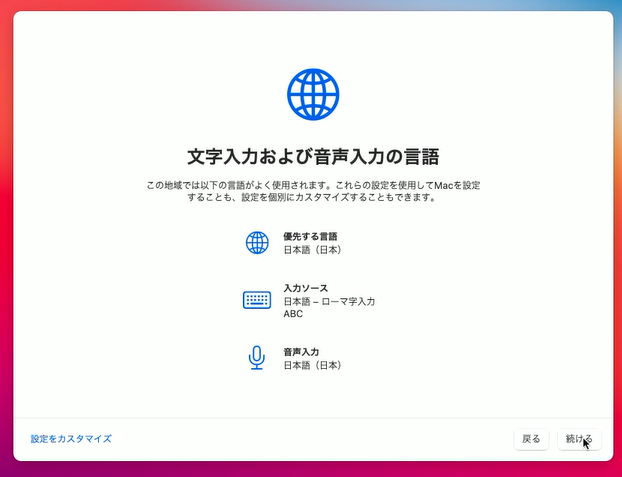 文字入力および音声入力の言語
この地域では以下の言語がよく使用されます。これらの設定を使用してMacを設定
することも、設定を個別にカスタマイズすることもできます。
優先する言語
日本語（日本）
入力ソース
日本語 – ローマ字入力
ABC
音声入力
日本語（日本）
設定をカスタマイズ
戻る
続ける